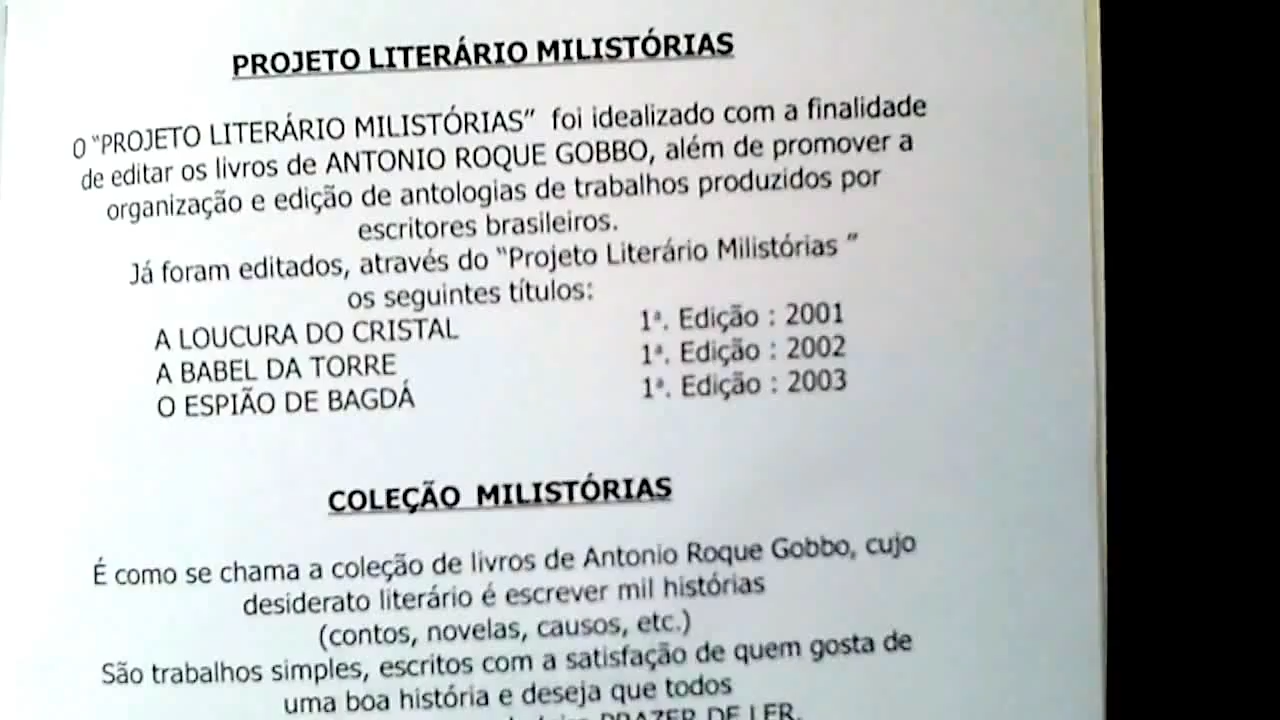 PROJETO LITERÁRIO MILISTÓRIAS
O "PROJETO LITERÁRIO MILISTÓRIAS" foi idealizado com a finalidade
de editar os livros de ANTONIO ROQUE GOBBO, além de promover a
organização e edição de antologias de trabalhos produzidos por
escritores brasileiros.
Já foram editados, através do "Projeto Literário Milistórias "
os seguintes títulos:
A LOUCURA DO CRISTAL 1ª. Edição : 2001
A BABEL DA TORRE 1ª. Edição : 2002
O ESPIÃO DE BAGDÁ 1ª. Edição : 2003
COLEÇÃO MILISTÓRIAS
É como se chama a coleção de livros de Antonio Roque Gobbo, cujo
desiderato literário é escrever mil histórias
(contos, novelas, causos, etc.)
São trabalhos simples, escritos com a satisfação de quem gosta de
uma boa história e deseja que todos
PRAZER DE LER.